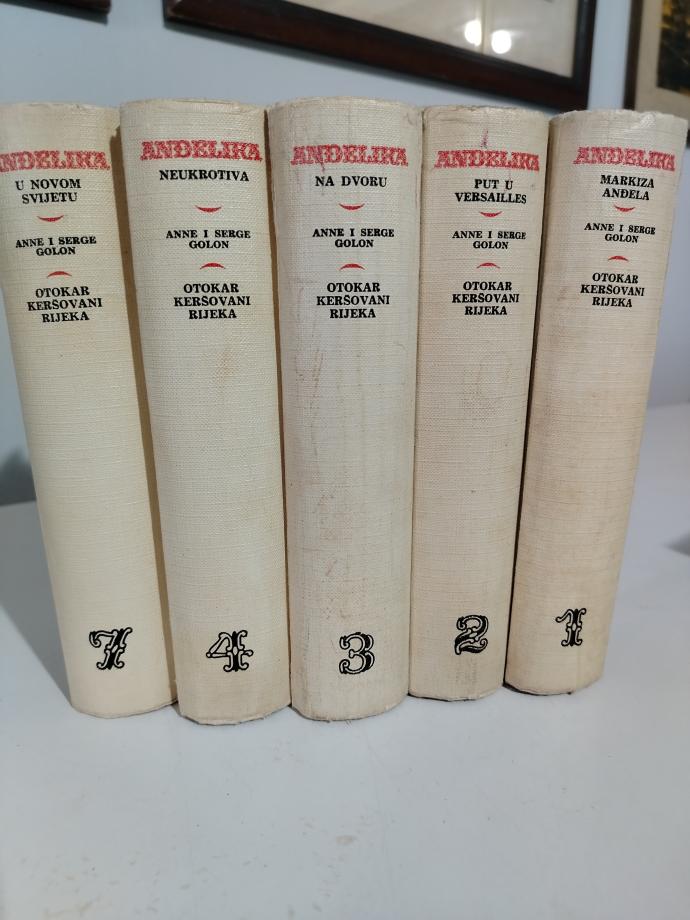 ANĐELIKA
U NOVOM
SVIJETU
ANNE I SERGE
GOLON
OTOKAR
KERŠOVANI
RIJEKA
7
ANĐELIKA
NEUKROTIVA
ANNE I SERGE
GOLON
OTOKAR
KERŠOVANI
RIJEKA
4
ANĐELIKA
NA DVORU
ANNE I SERGE
GOLON
OTOKAR
KERŠOVANI
RIJEKA
3
ANĐELIKA
PUT U
VERSAILLES
ANNE I SERGE
GOLON
OTOKAR
KERŠOVANI
RIJEKA
2
ANĐELIKA
MARKIZA
ANĐELA
ANNE I SERGE
GOLON
OTOKAR
KERŠOVANI
RIJEKA
1